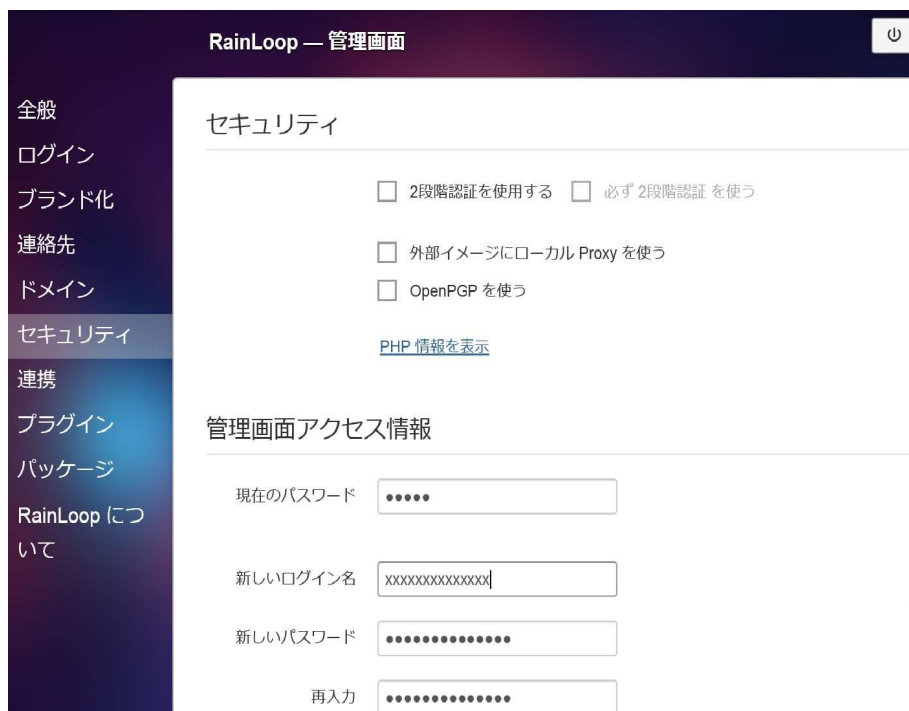 RainLoop — 管理画面
全般
ログイン
ブランド化
連絡先
ドメイン
セキュリティ
連携
プラグイン
パッケージ
RainLoop につ
いて
セキュリティ
2段階認証を使用する 必ず 2段階認証 を使う
外部イメージにローカル Proxy を使う
OpenPGP を使う
PHP 情報を表示
管理画面アクセス情報
現在のパスワード •••••
新しいログイン名 xxxxxxxxxxxxxx
新しいパスワード ••••••••••••••
再入力 ••••••••••••••